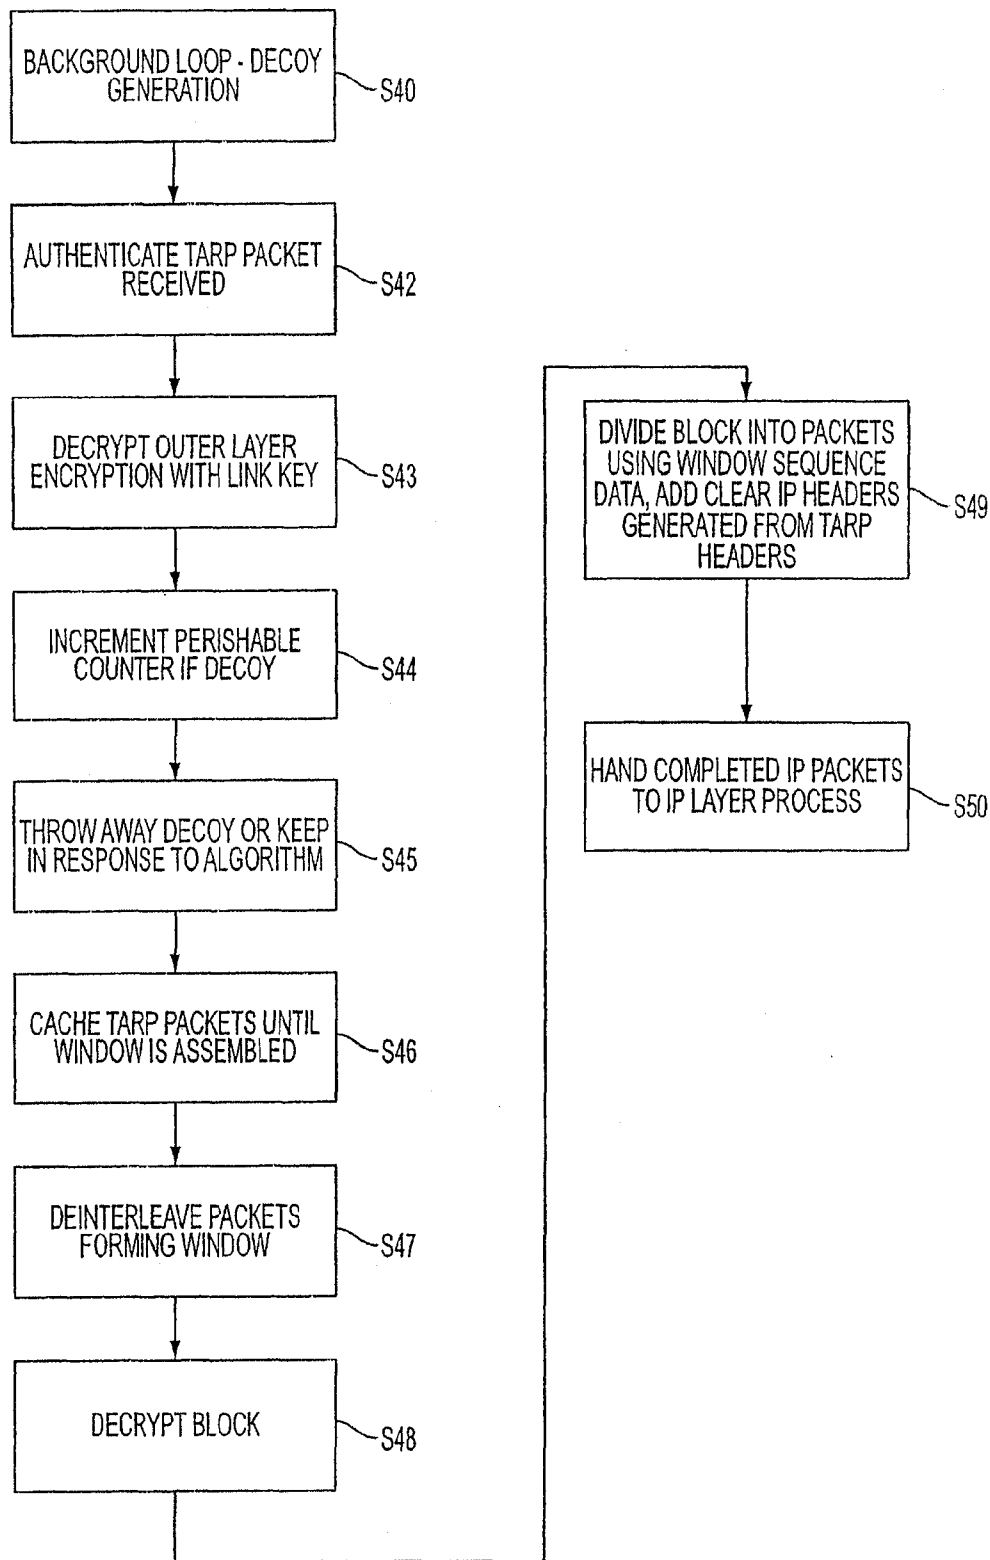 BACKGROUND LOOP - DECOY
GENERATION
S40
AUTHENTICATE TARP PACKET
RECEIVED
S42
DECRYPT OUTER LAYER
ENCRYPTION WITH LINK KEY
S43
INCREMENT PERISHABLE
COUNTER IF DECOY
S44
THROW AWAY DECOY OR KEEP
IN RESPONSE TO ALGORITHM
S45
CACHE TARP PACKETS UNTIL
WINDOW IS ASSEMBLED
S46
DEINTERLEAVE PACKETS
FORMING WINDOW
S47
DECRYPT BLOCK
S48
DIVIDE BLOCK INTO PACKETS
USING WINDOW SEQUENCE
DATA, ADD CLEAR IP HEADERS
GENERATED FROM TARP
HEADERS
S49
HAND COMPLETED IP PACKETS
TO IP LAYER PROCESS
S50